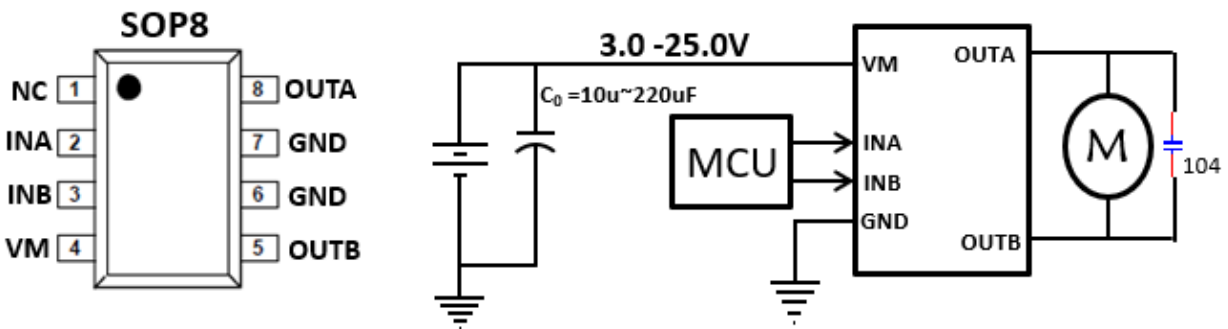 SOP8
NC 1
INA 2
INB 3
VM 4
8 OUTA
7 GND
6 GND
5 OUTB
3.0 -25.0V
C₀ =10u~220uF
MCU
VM
INA
INB
GND
OUTA
OUTB
M
104